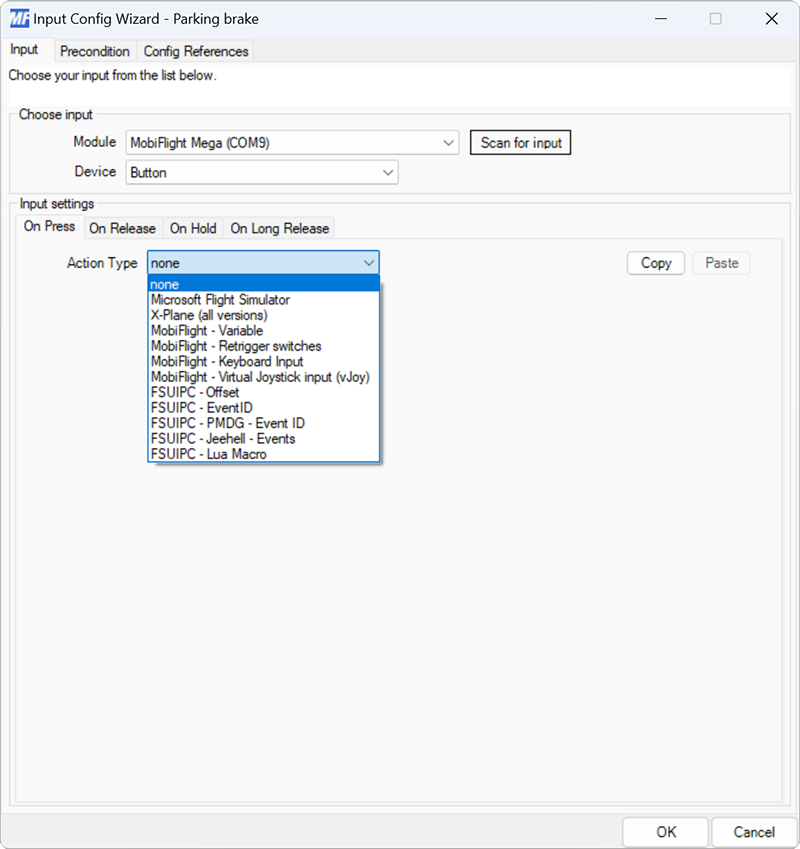 MF Input Config Wizard - Parking brake
Input Precondition Config References
Choose your input from the list below.
Choose input
Module MobiFlight Mega (COM9) Scan for input
Device Button
Input settings
On Press On Release On Hold On Long Release
Action Type none Copy Paste
none
Microsoft Flight Simulator
X-Plane (all versions)
MobiFlight - Variable
MobiFlight - Retrigger switches
MobiFlight - Keyboard Input
MobiFlight - Virtual Joystick input (vJoy)
FSUIPC - Offset
FSUIPC - EventID
FSUIPC - PMDG - Event ID
FSUIPC - Jeehell - Events
FSUIPC - Lua Macro
OK Cancel